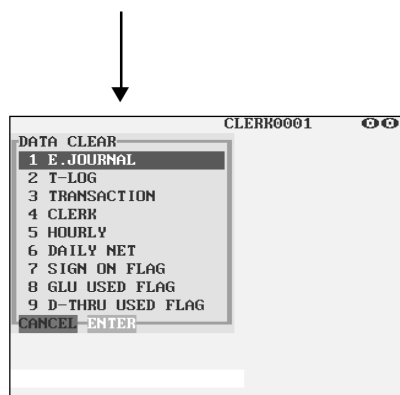 CLERK0001
DATA CLEAR
1 E.JOURNAL
2 T-LOG
3 TRANSACTION
4 CLERK
5 HOURLY
6 DAILY NET
7 SIGN ON FLAG
8 GLU USED FLAG
9 D-THRU USED FLAG
CANCEL ENTER